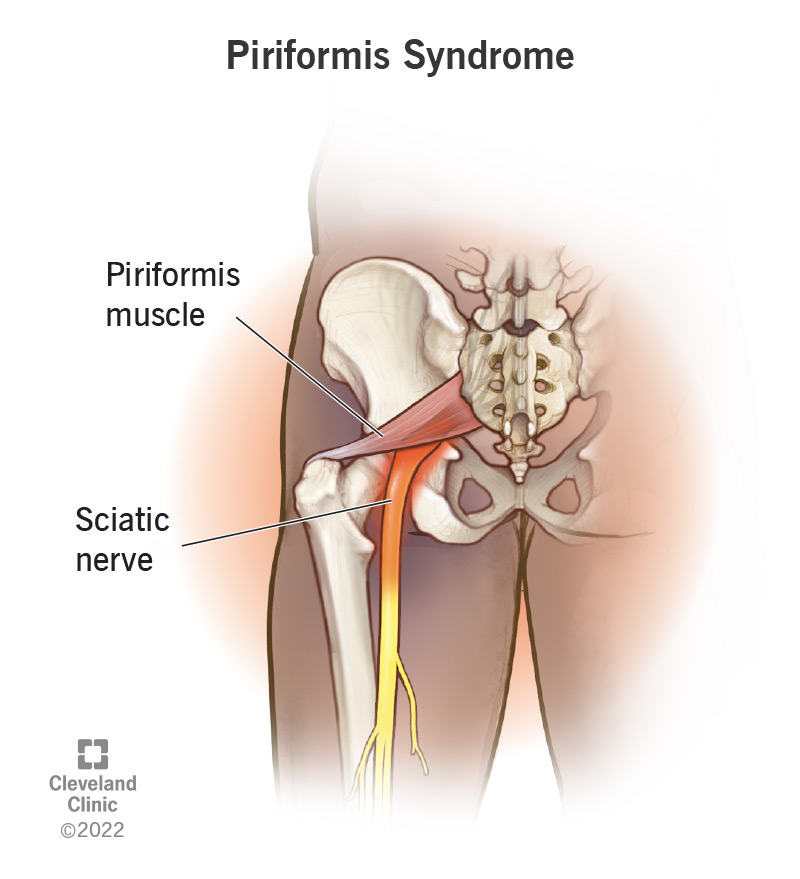 Piriformis Syndrome
Piriformis
muscle
Sciatic
nerve
Cleveland
Clinic
©2022